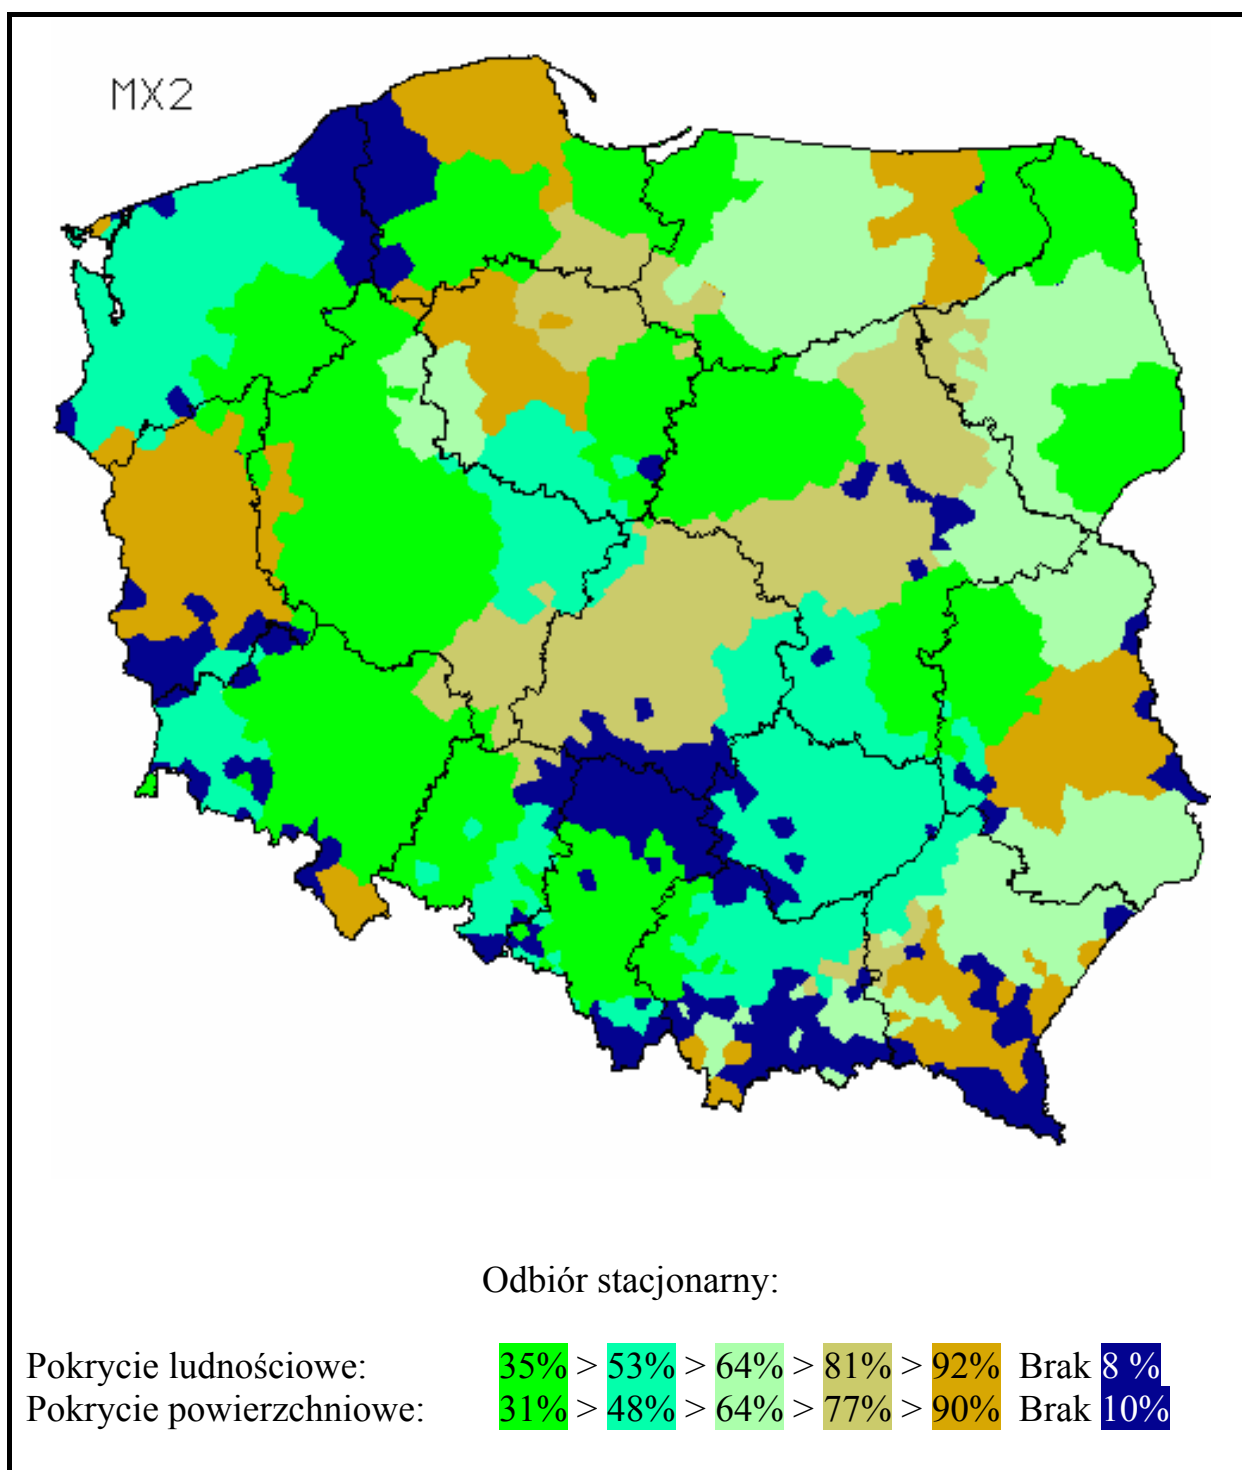 MX2
Odbiór stacjonarny:
Pokrycie ludnościowe: 35% > 53% > 64% > 81% > 92% Brak 8 %
Pokrycie powierzchniowe: 31% > 48% > 64% > 77% > 90% Brak 10%